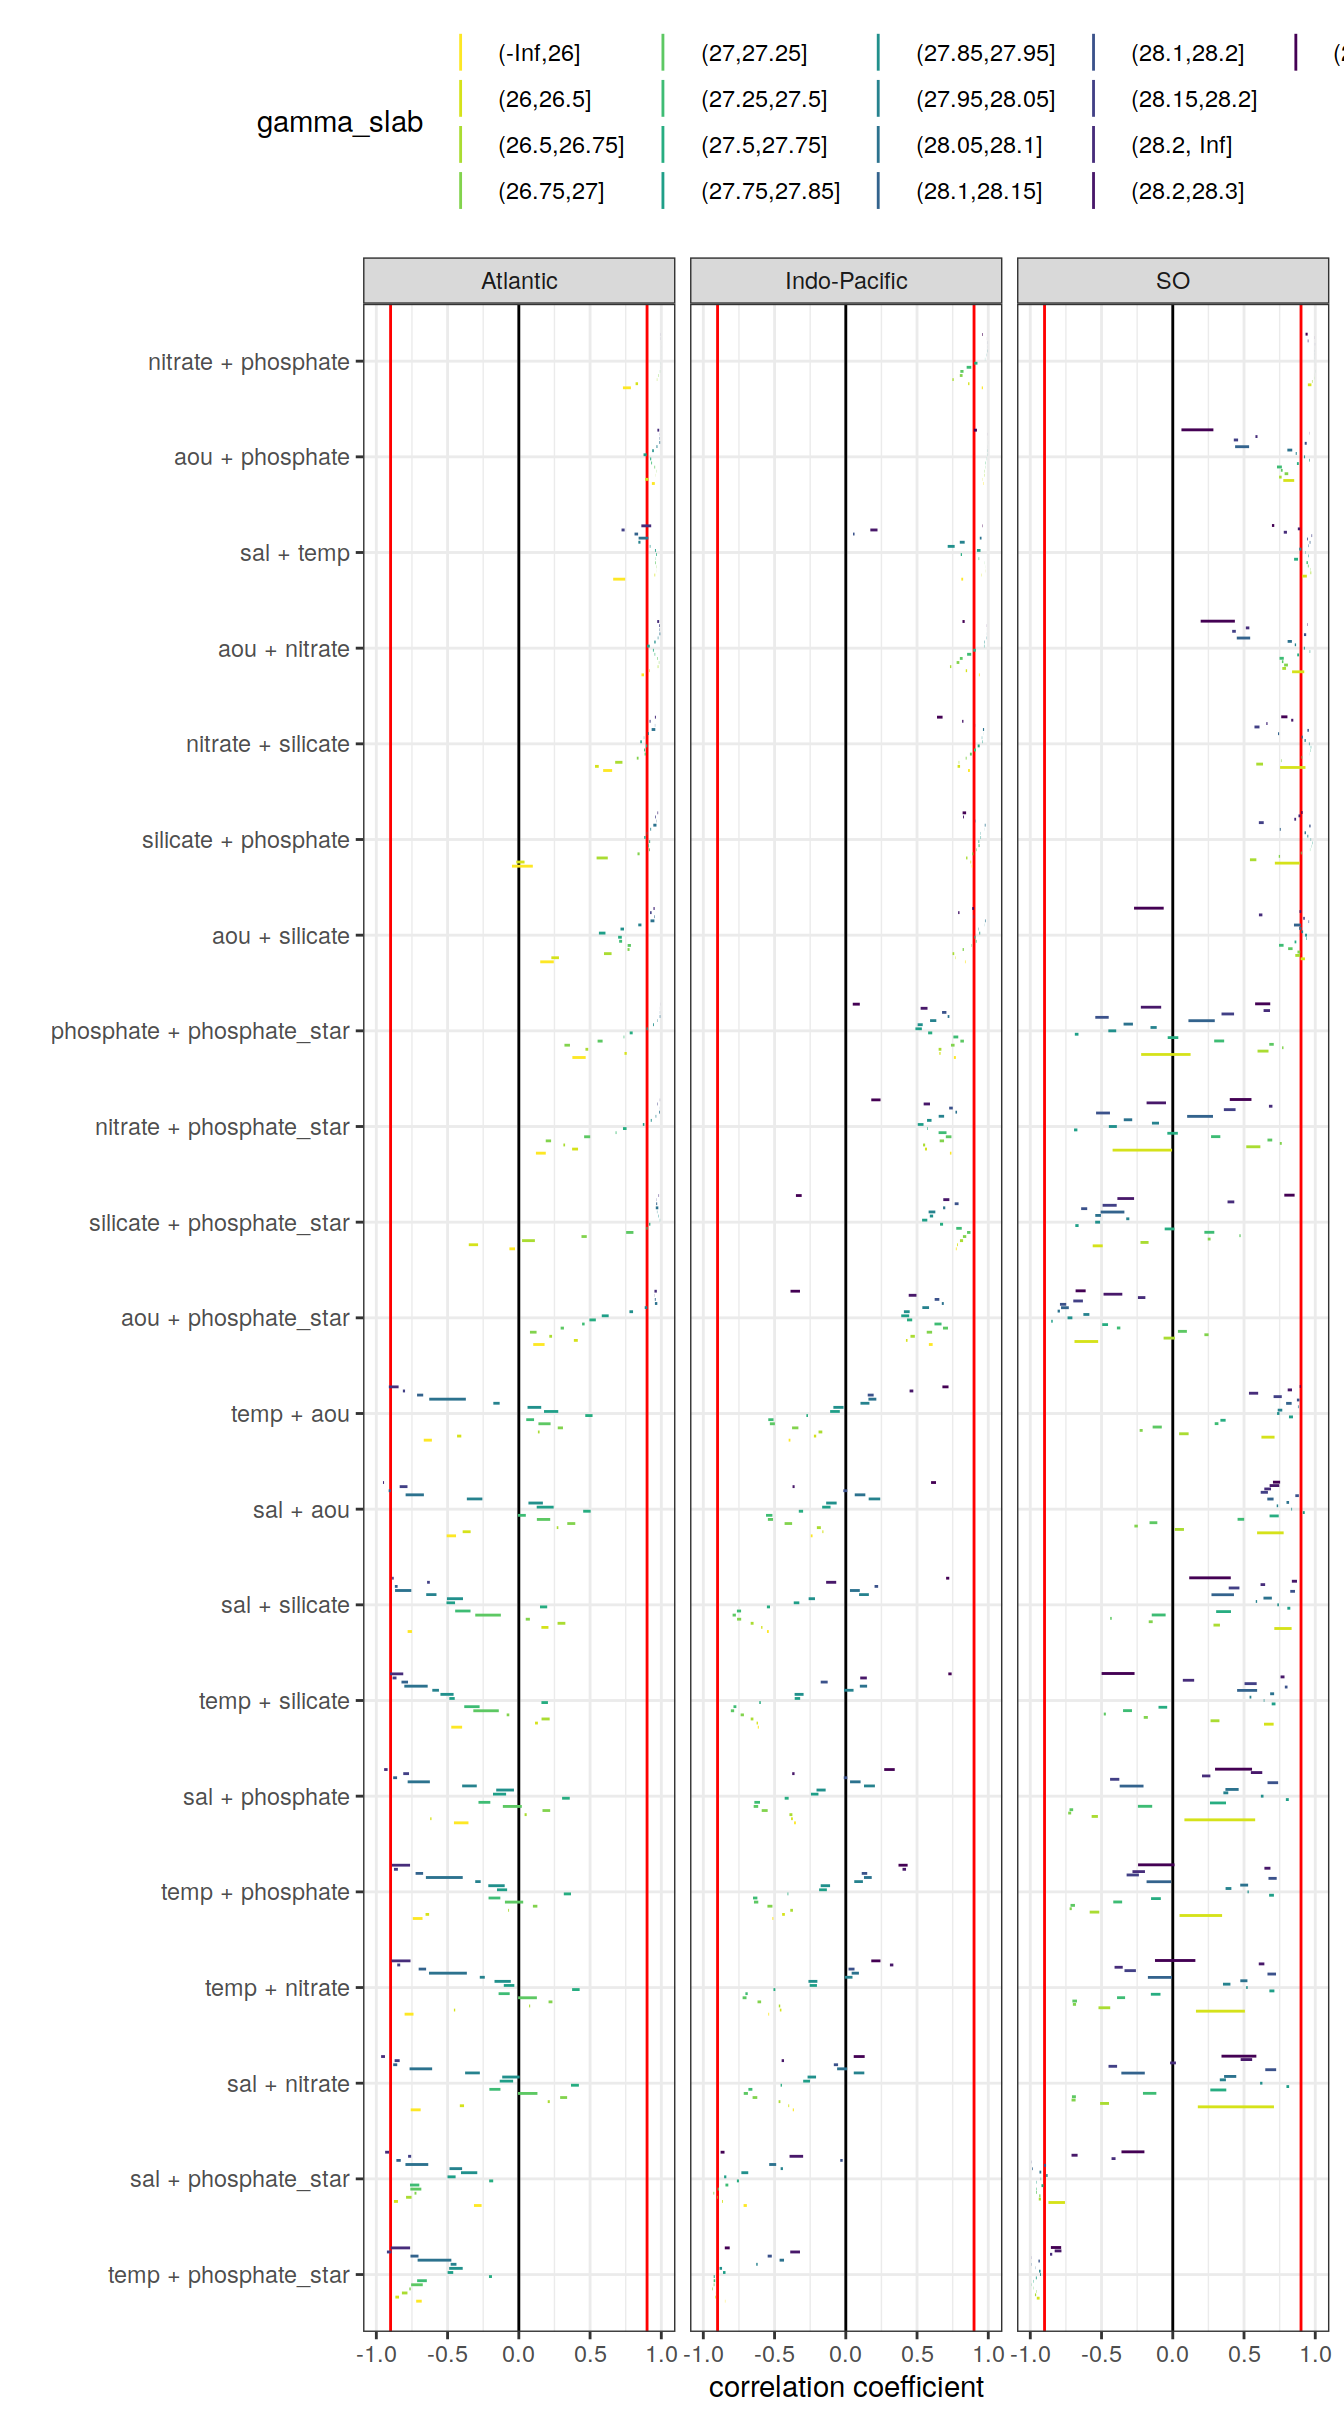 (-Inf,26] (27,27.25] (27.85,27.95] (28.1,28.2]
(26,26.5] (27.25,27.5] (27.95,28.05] (28.15,28.2]
gamma_slab
(26.5,26.75] (27.5,27.75] (28.05,28.1] (28.2, Inf]
(26.75,27] (27.75,27.85] (28.1,28.15] (28.2,28.3]
Atlantic Indo-Pacific SO
nitrate + phosphate
aou + phosphate
sal + temp
aou + nitrate
nitrate + silicate
silicate + phosphate
aou + silicate
phosphate + phosphate_star
nitrate + phosphate_star
silicate + phosphate_star
aou + phosphate_star
temp + aou
sal + aou
sal + silicate
temp + silicate
sal + phosphate
temp + phosphate
temp + nitrate
sal + nitrate
sal + phosphate_star
temp + phosphate_star
-1.0 -0.5 0.0 0.5 1.0 -1.0 -0.5 0.0 0.5 1.0 -1.0 -0.5 0.0 0.5 1.0
correlation coefficient